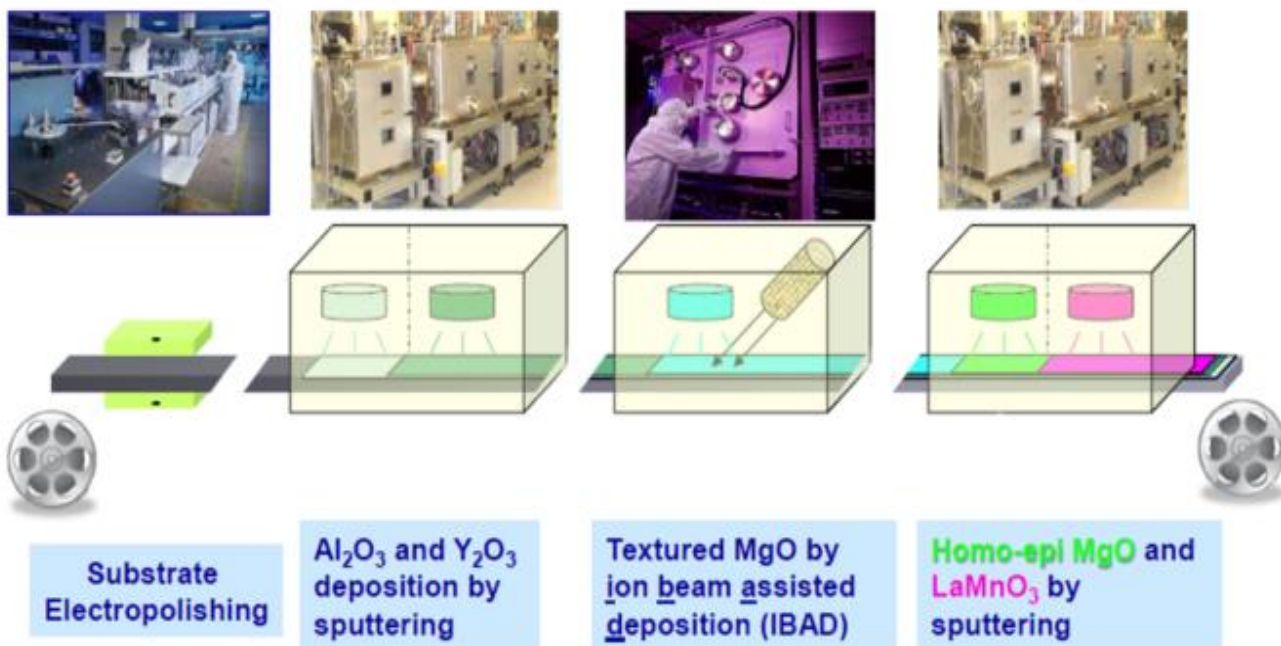 Substrate
Electropolishing
Al₂O₃ and Y₂O₃
deposition by
sputtering
Textured MgO by
ion beam assisted
deposition (IBAD)
Homo-epi MgO and
LaMnO₃ by
sputtering